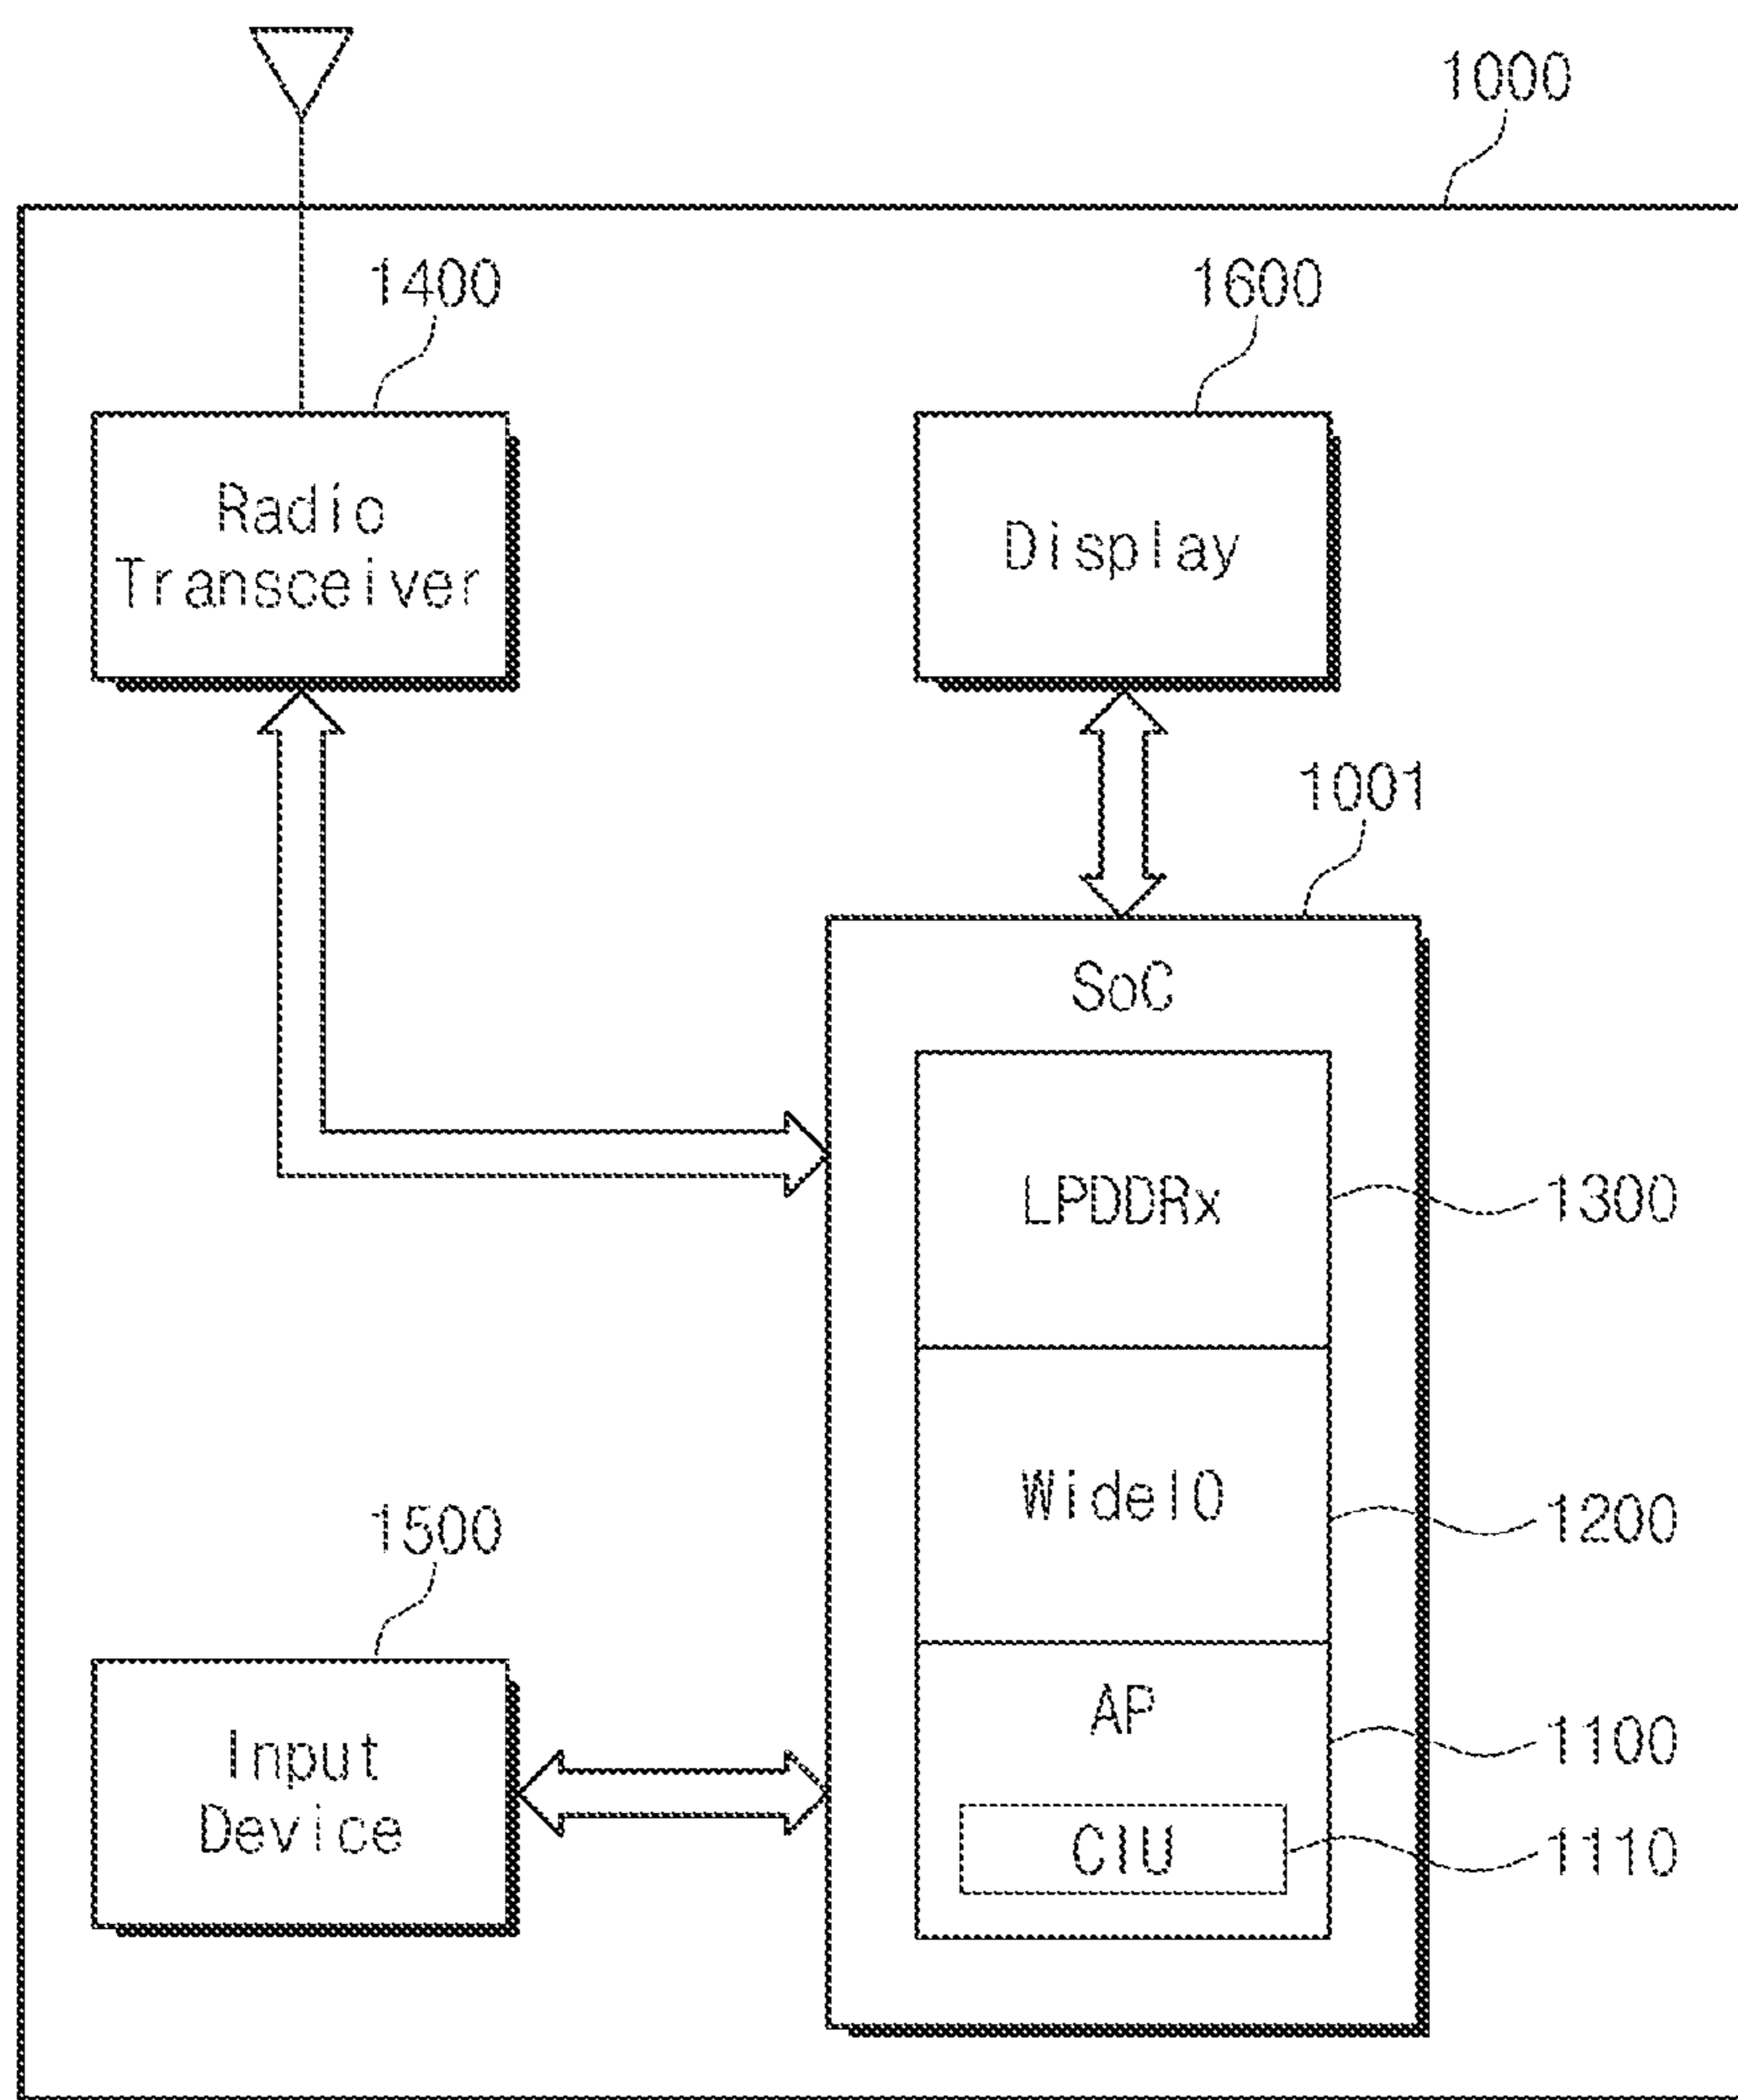 1000
1400
1600
Radio
Transceiver
Display
1001
SoC
LPDDRx
1300
WideIO
1200
1500
Input
Device
AP
1100
CIU
1110